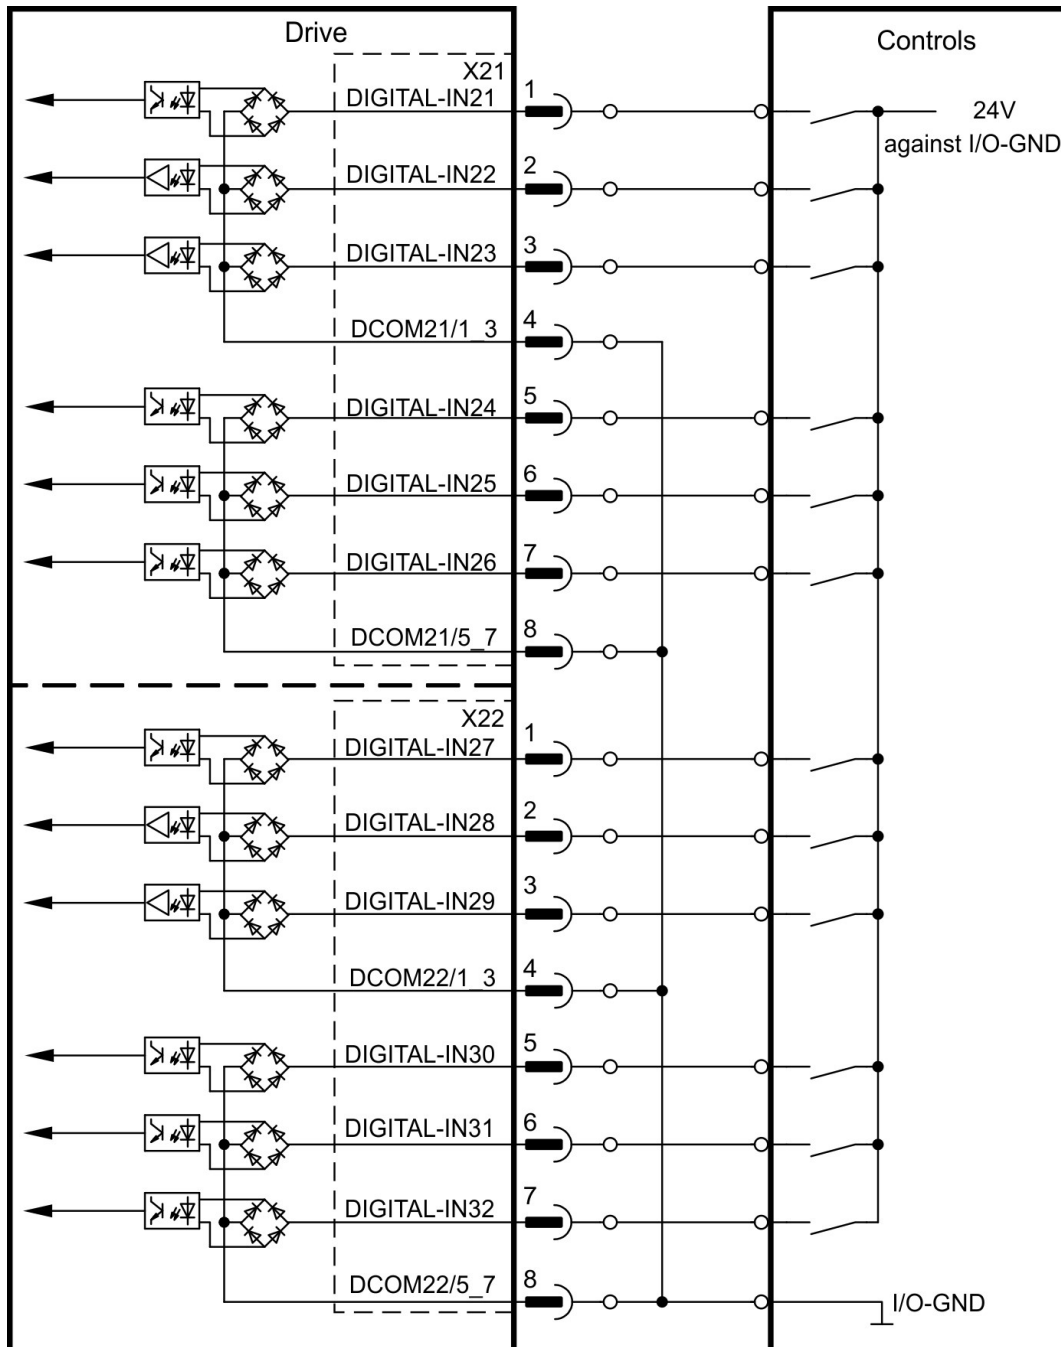 Drive
Controls
X21
DIGITAL-IN21
1
24V
against I/O-GND
DIGITAL-IN22
2
DIGITAL-IN23
3
DCOM21/1_3
4
DIGITAL-IN24
5
DIGITAL-IN25
6
DIGITAL-IN26
7
DCOM21/5_7
8
X22
DIGITAL-IN27
1
DIGITAL-IN28
2
DIGITAL-IN29
3
DCOM22/1_3
4
DIGITAL-IN30
5
DIGITAL-IN31
6
DIGITAL-IN32
7
DCOM22/5_7
8
I/O-GND